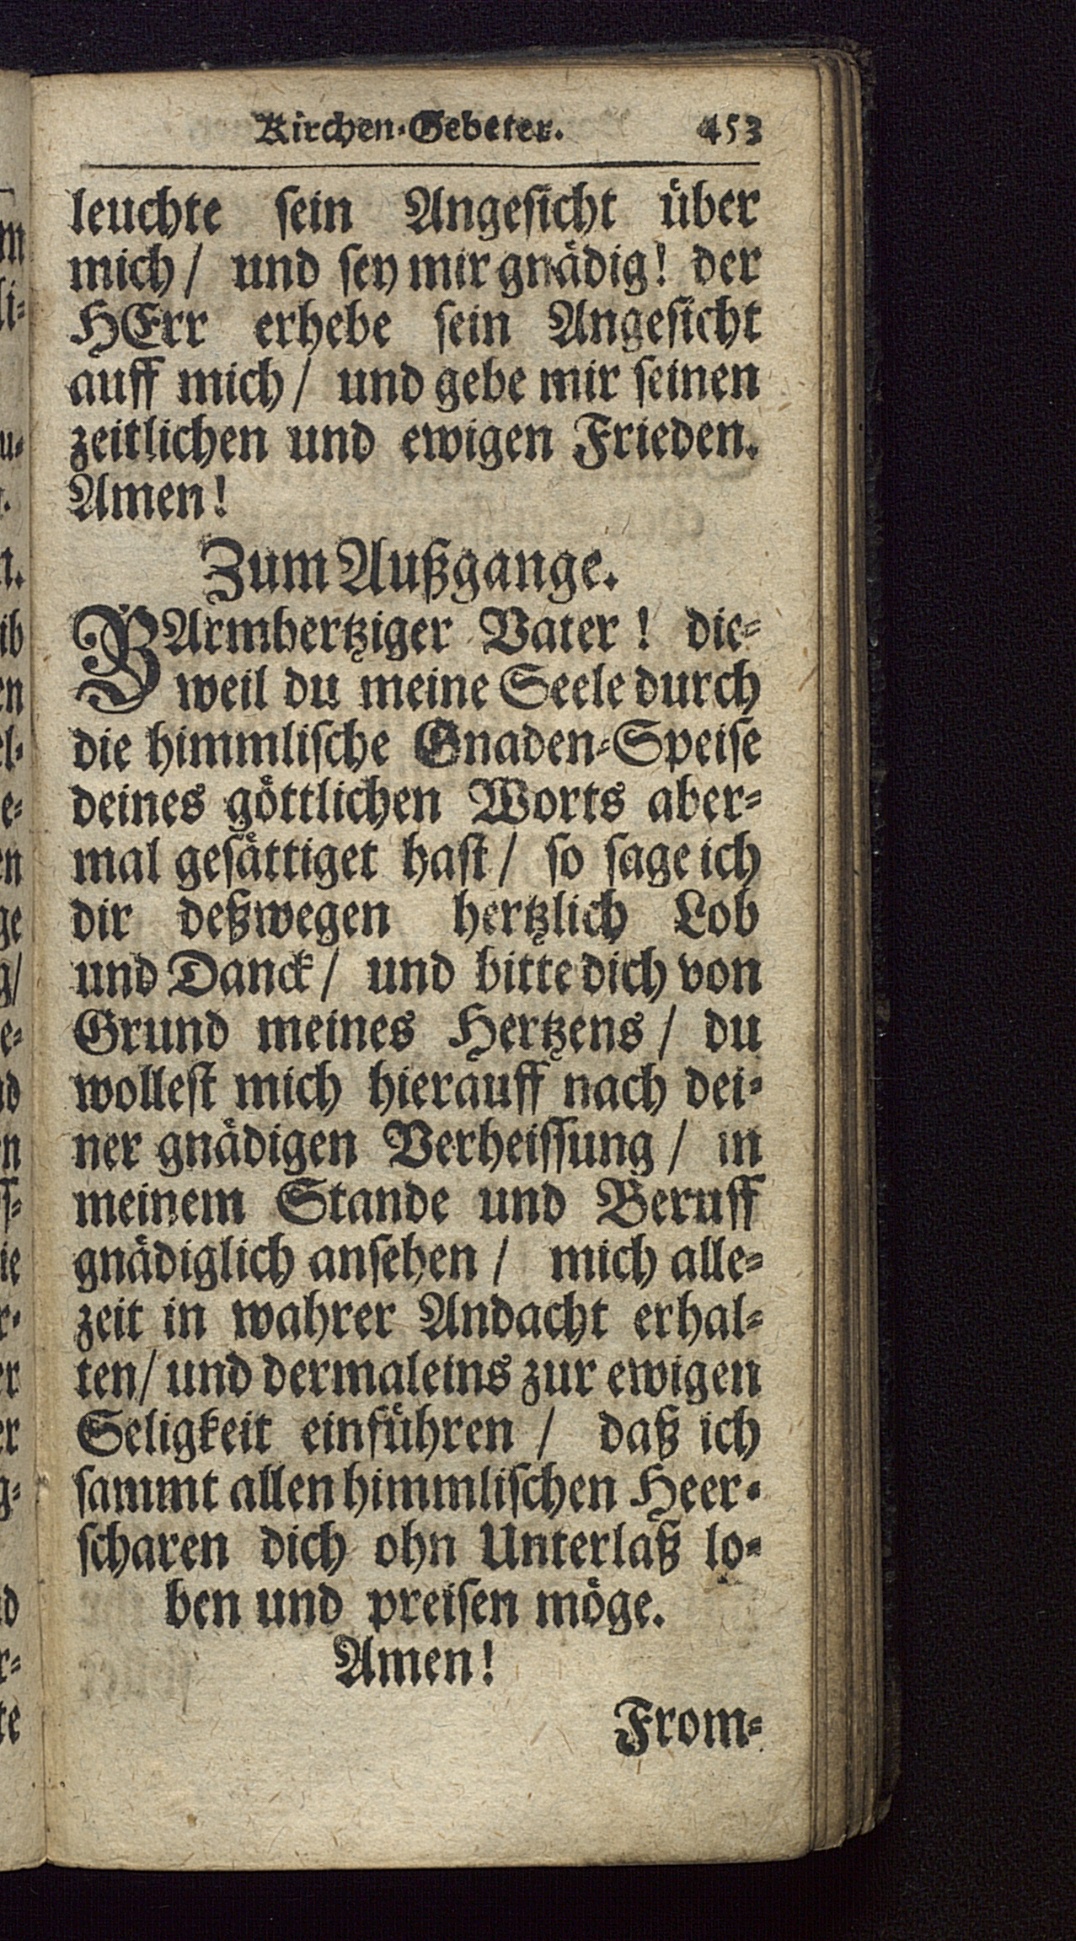 Kirchen-Gebeter. 453
leuchte sein Angesicht über
mich/ und sey mir gnädig! der
HErr erhebe sein Angesicht
auff mich/ und gebe mir seinen
zeitlichen und ewigen Frieden.
Amen!
Zum Außgange.
BArmhertziger Vater! die-
weil du meine Seele durch
die himmlische Gnaden-Speise
deines göttlichen Worts aber-
mal gesättiget hast/ so sage ich
dir deßwegen hertzlich Lob
und Danck/ und bitte dich von
Grund meines Hertzens/ du
wollest mich hierauff nach dei-
ner gnädigen Verheissung/ in
meinem Stande und Beruff
gnädiglich ansehen/ mich alle-
zeit in wahrer Andacht erhal-
ten/ und dermaleins zur ewigen
Seligkeit einführen/ daß ich
sammt allen himmlischen Heer-
scharen dich ohn Unterlaß lo-
ben und preisen möge.
Amen!
From-